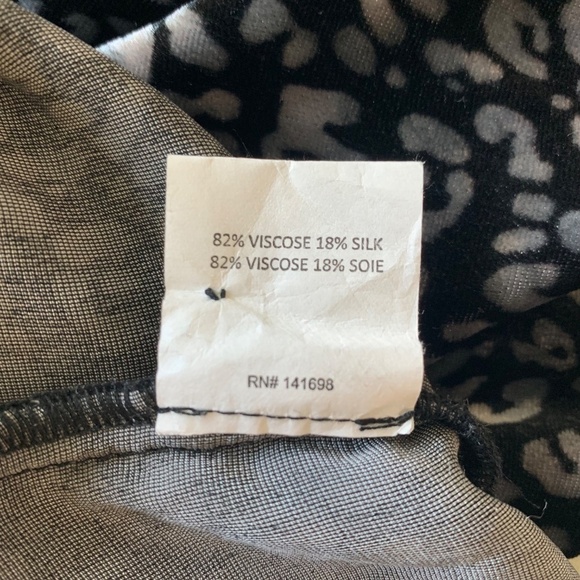 82% VISCOSE 18% SILK
82% VISCOSE 18% SOIE
RN# 141698